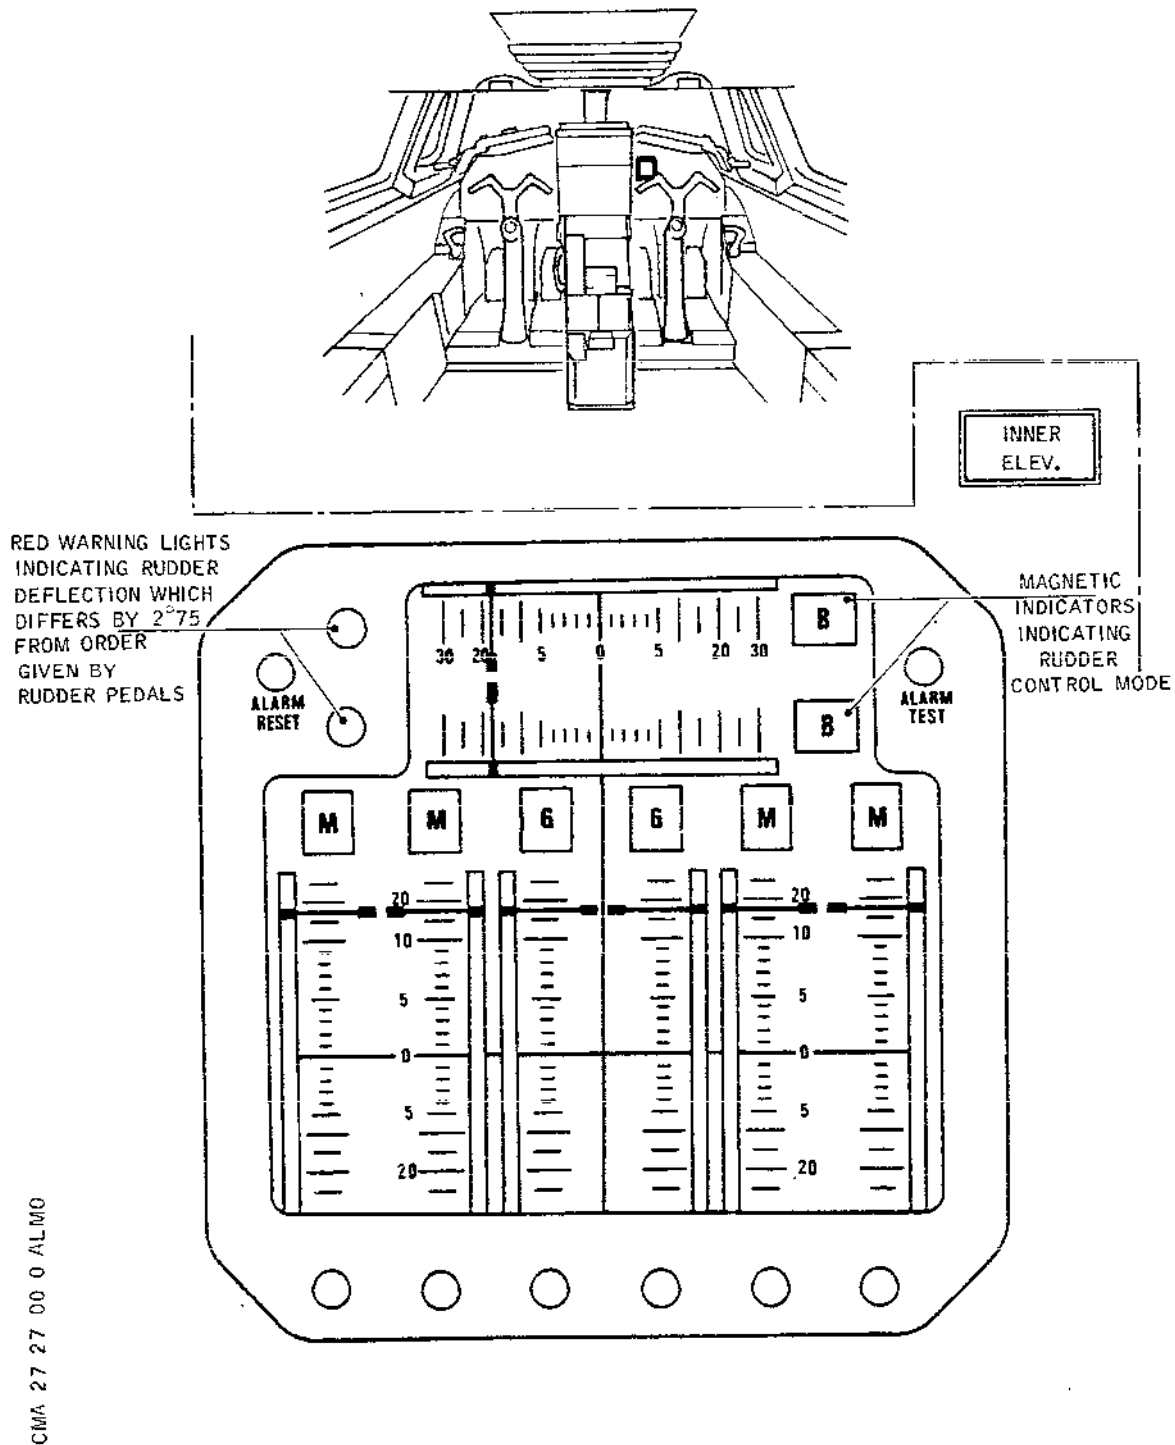 INNER
ELEV.
RED WARNING LIGHTS
INDICATING RUDDER
DEFLECTION WHICH
DIFFERS BY 2°75
FROM ORDER
GIVEN BY
RUDDER PEDALS
MAGNETIC
INDICATORS
INDICATING
RUDDER
CONTROL MODE
ALARM
RESET
ALARM
TEST
30 20 5 0 5 20 30
B
B
M M G G M M
20 20
10 10
5 5
0 0
5 5
20 20
CMA 27 27 00 0 ALMO